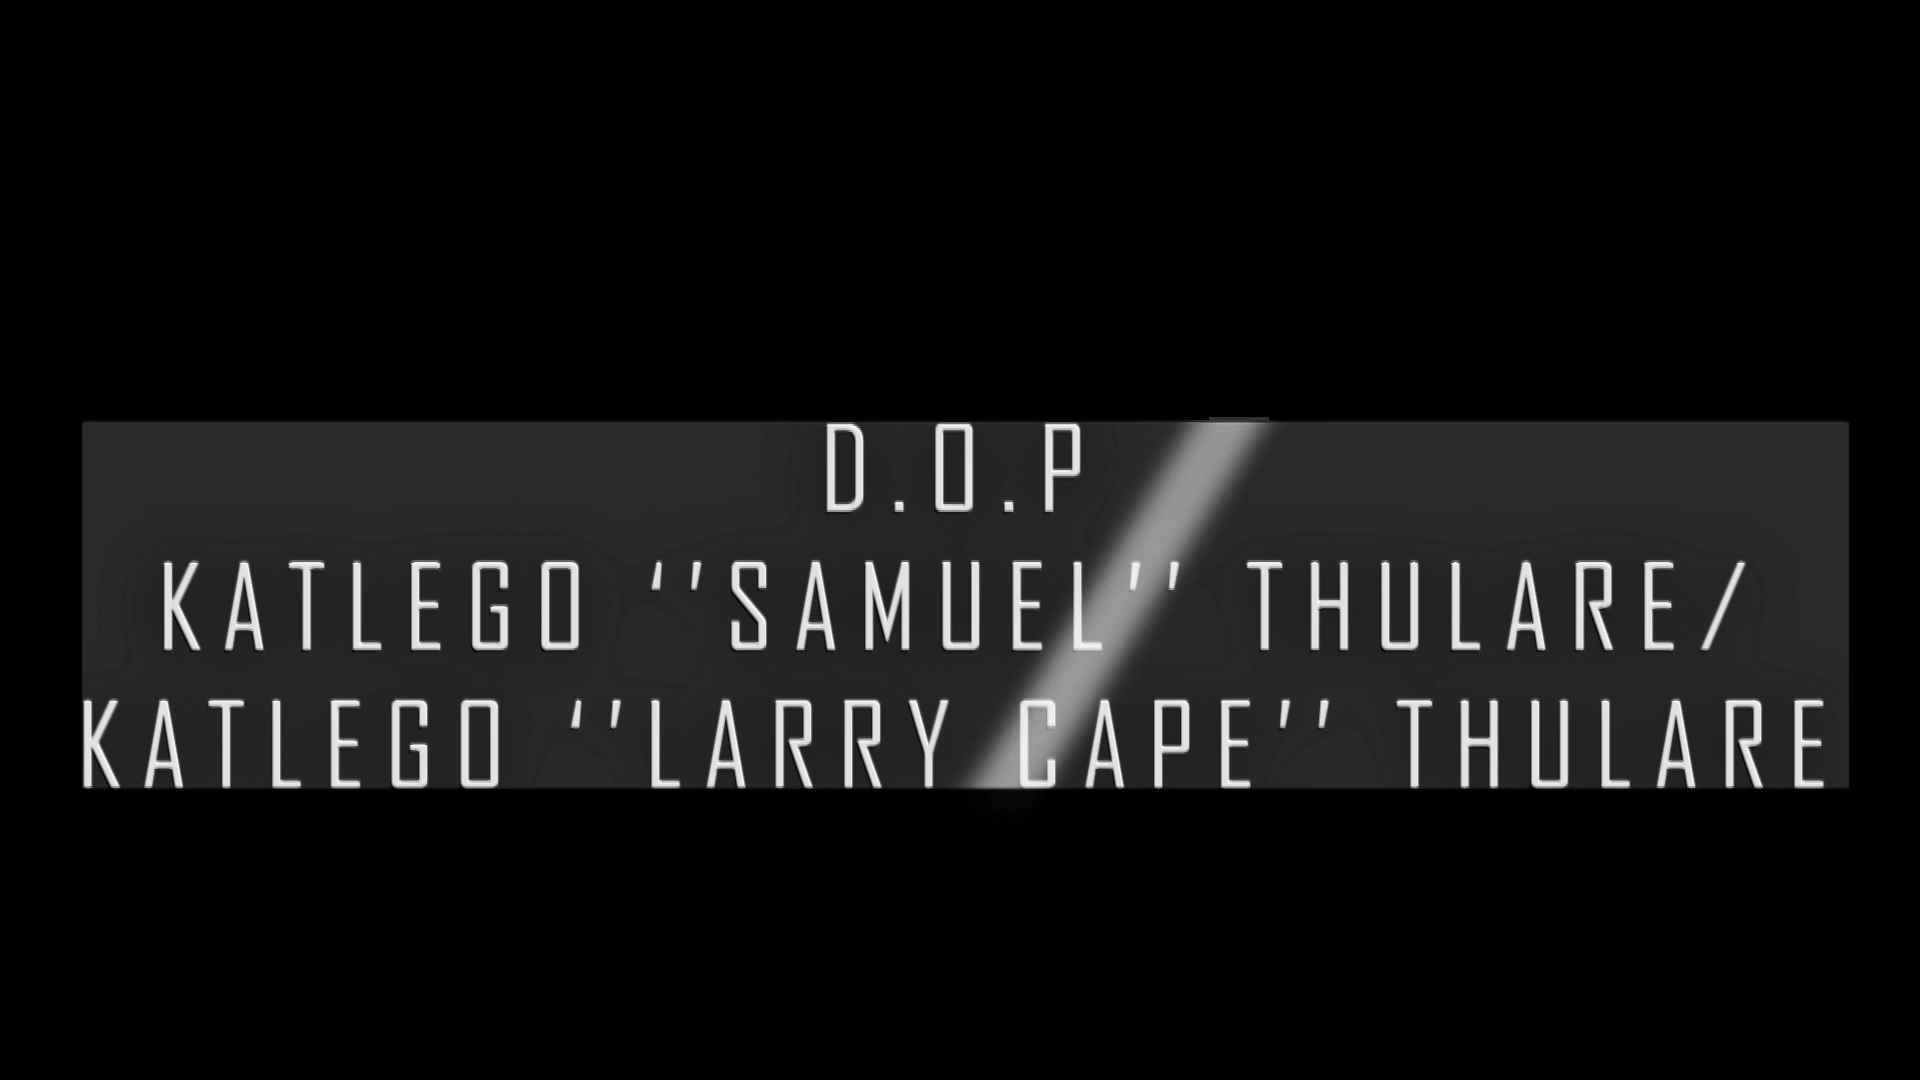 D.O.P
KATLEGO ‘’SAMUEL’’ THULARE/
KATLEGO ‘’LARRY CAPE’’ THULARE